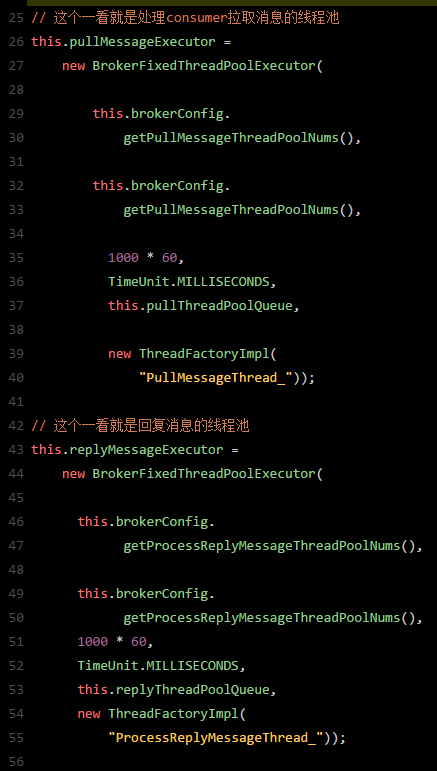 25 // 这个一看就是处理consumer拉取消息的线程池
26 this.pullMessageExecutor =
27     new BrokerFixedThreadPoolExecutor(
28
29         this.brokerConfig.
30             getPullMessageThreadPoolNums(),
31
32         this.brokerConfig.
33             getPullMessageThreadPoolNums(),
34
35           1000 * 60,
36           TimeUnit.MILLISECONDS,
37           this.pullThreadPoolQueue,
38
39           new ThreadFactoryImpl(
40               "PullMessageThread_"));
41
42 // 这个一看就是回复消息的线程池
43 this.replyMessageExecutor =
44     new BrokerFixedThreadPoolExecutor(
45
46       this.brokerConfig.
47             getProcessReplyMessageThreadPoolNums(),
48
49       this.brokerConfig.
50             getProcessReplyMessageThreadPoolNums(),
51       1000 * 60,
52       TimeUnit.MILLISECONDS,
53       this.replyThreadPoolQueue,
54       new ThreadFactoryImpl(
55           "ProcessReplyMessageThread_"));
56